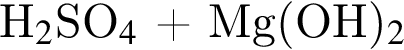 H₂SO₄ + Mg(OH)₂